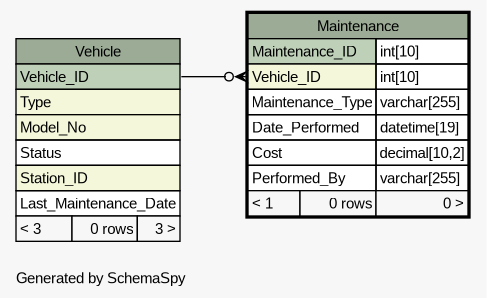 Vehicle
Vehicle_ID
Type
Model_No
Status
Station_ID
Last_Maintenance_Date
< 3 0 rows 3 >
Maintenance
Maintenance_ID int[10]
Vehicle_ID int[10]
Maintenance_Type varchar[255]
Date_Performed datetime[19]
Cost decimal[10,2]
Performed_By varchar[255]
< 1 0 rows 0 >
Generated by SchemaSpy